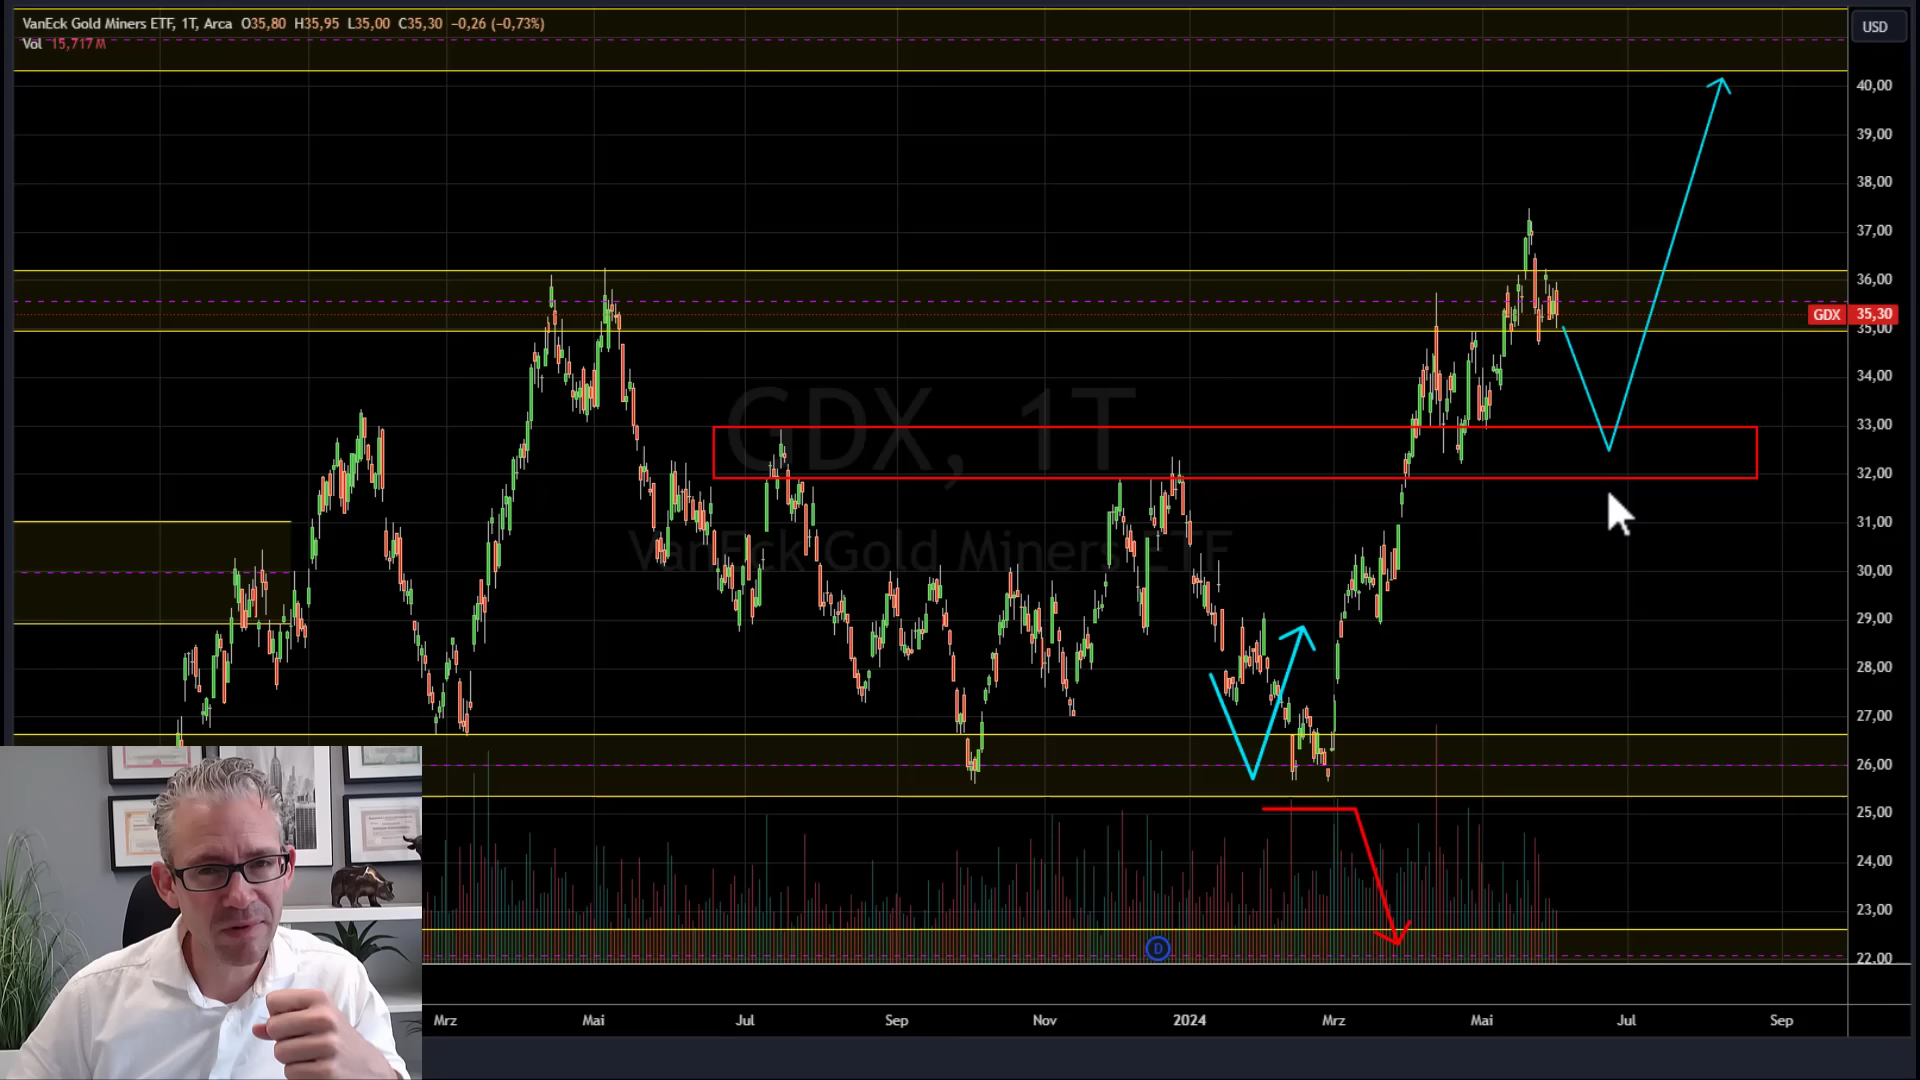 VanEck Gold Miners ETF, 1T, Arca O35,80 H35,95 L35,00 C35,30 −0,26 (−0,73%)
Vol 15,717 M
USD
40,00
39,00
38,00
37,00
36,00
GDX 35,30
35,00
34,00
33,00
32,00
31,00
30,00
29,00
28,00
27,00
26,00
25,00
24,00
23,00
22,00
GDX, 1T
VanEck Gold Miners ETF
D
Mrz Mai Jul Sep Nov 2024 Mrz Mai Jul Sep